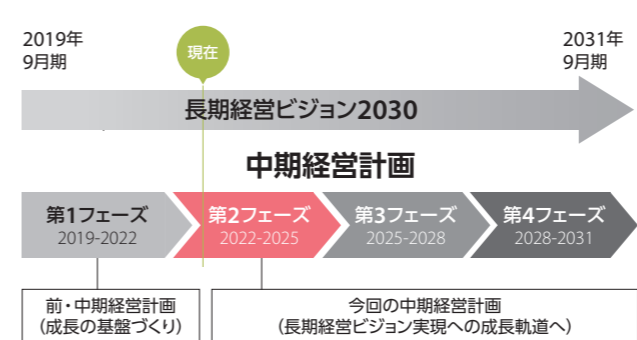 2019年
9月期
現在
2031年
9月期
長期経営ビジョン2030
中期経営計画
第1フェーズ
2019-2022
第2フェーズ
2022-2025
第3フェーズ
2025-2028
第4フェーズ
2028-2031
前・中期経営計画
(成長の基盤づくり)
今回の中期経営計画
(長期経営ビジョン実現への成長軌道へ)